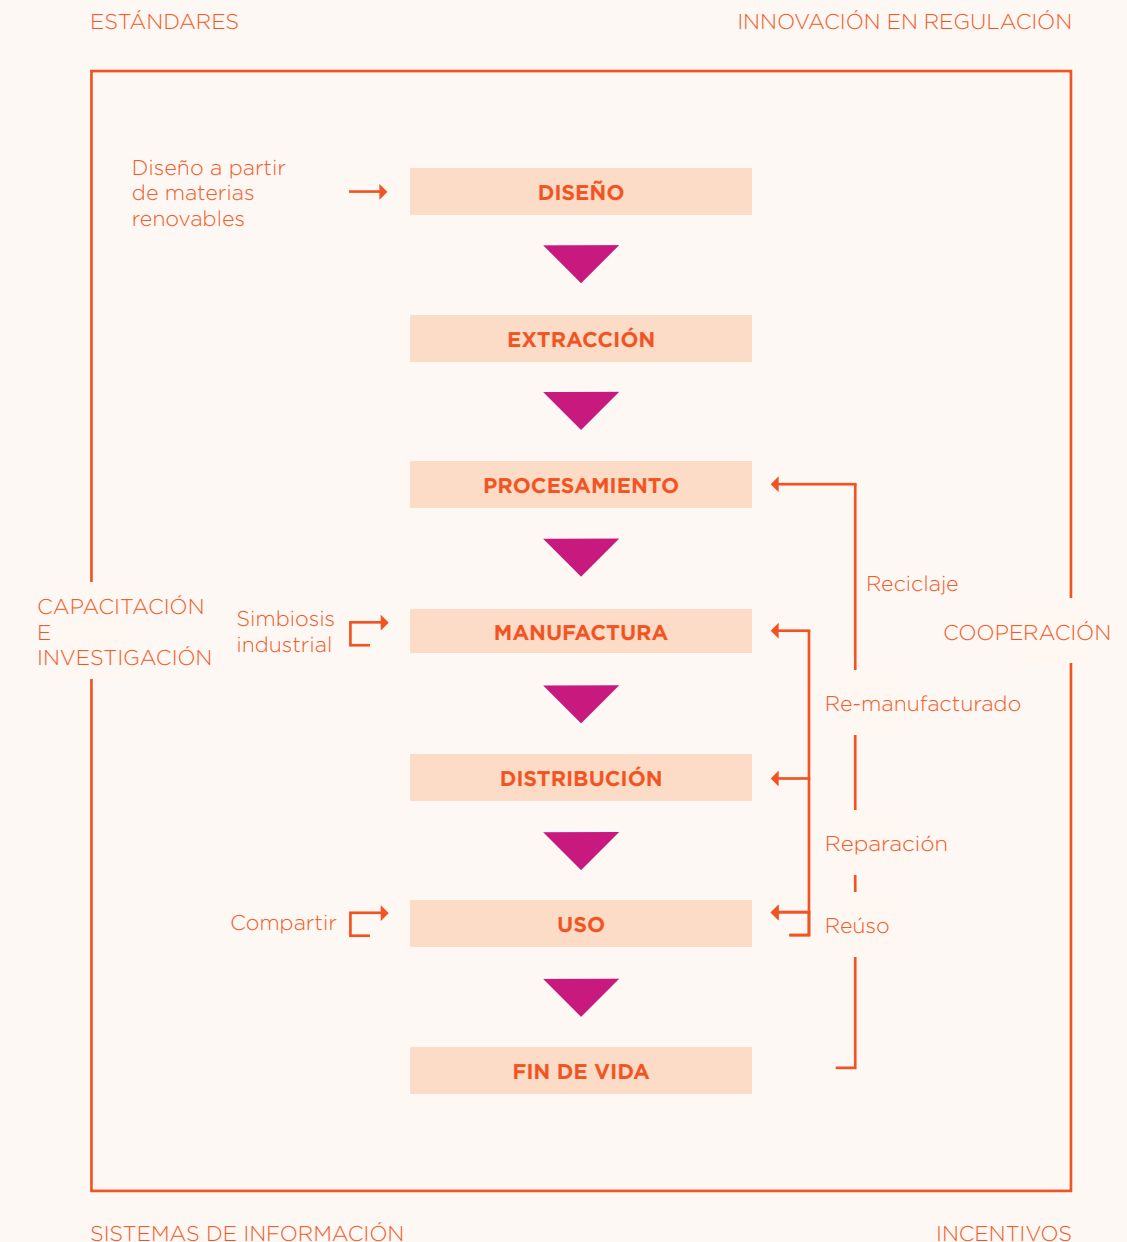 ESTÁNDARES
INNOVACIÓN EN REGULACIÓN
Diseño a partir
de materias
renovables
DISEÑO
EXTRACCIÓN
PROCESAMIENTO
Reciclaje
CAPACITACIÓN
E
INVESTIGACIÓN
Simbiosis
industrial
MANUFACTURA
COOPERACIÓN
Re-manufacturado
DISTRIBUCIÓN
Reparación
Compartir
USO
Reúso
FIN DE VIDA
SISTEMAS DE INFORMACIÓN
INCENTIVOS